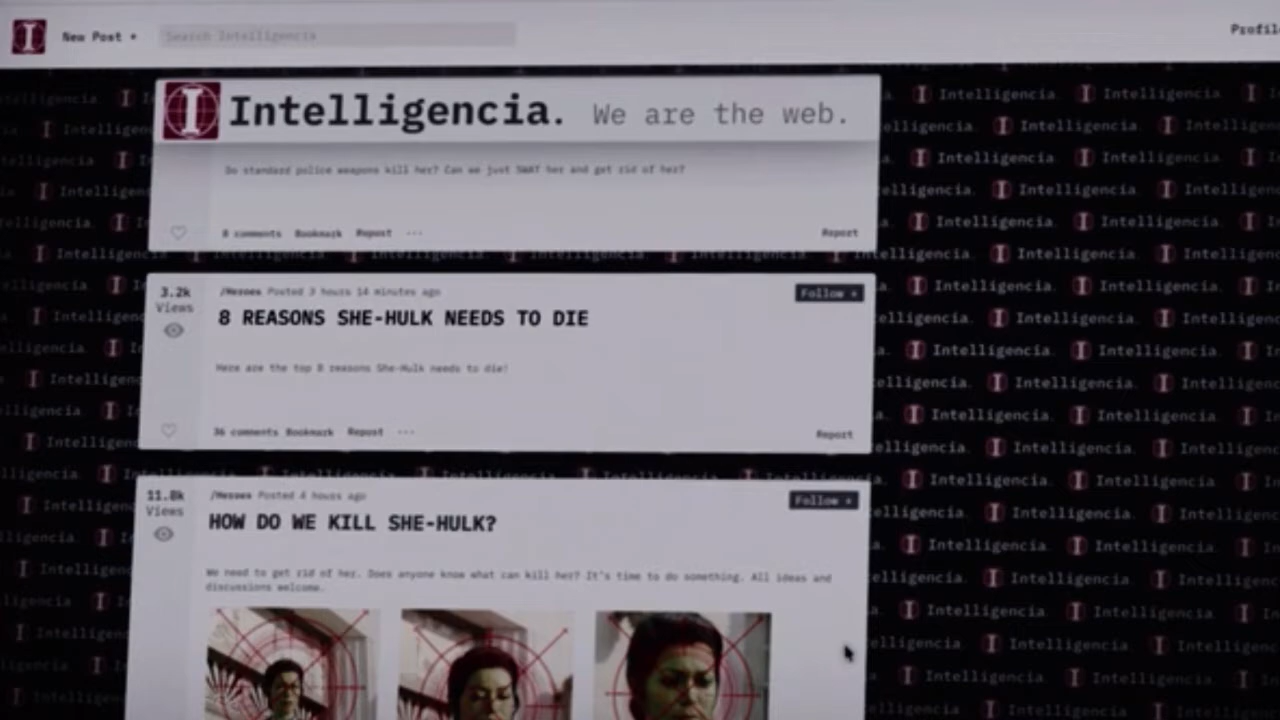 I New Post + Search Intelligencia Profile
I Intelligencia. We are the web.
Do standard police weapons kill her? Can we just SWAT her and get rid of her?
8 comments Bookmark Repost ··· Report
3.2k /Heroes Posted 3 hours 14 minutes ago Follow +
Views
8 REASONS SHE-HULK NEEDS TO DIE
Here are the top 8 reasons She-Hulk needs to die!
36 comments Bookmark Repost ··· Report
11.8k /Heroes Posted 4 hours ago Follow +
Views
HOW DO WE KILL SHE-HULK?
We need to get rid of her. Does anyone know what can kill her? It's time to do something. All ideas and
discussions welcome.